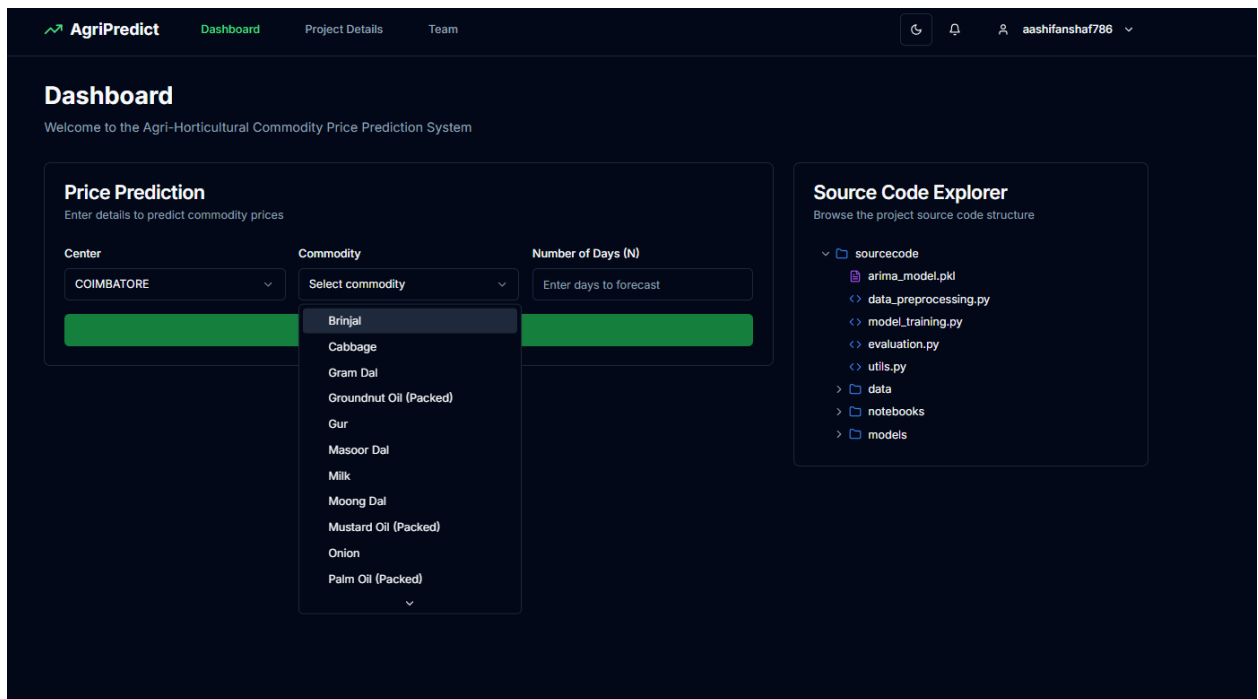 AgriPredict Dashboard Project Details Team aashifanshaf786
Dashboard
Welcome to the Agri-Horticultural Commodity Price Prediction System
Price Prediction
Enter details to predict commodity prices
Center Commodity Number of Days (N)
COIMBATORE Select commodity Enter days to forecast
Brinjal
Cabbage
Gram Dal
Groundnut Oil (Packed)
Gur
Masoor Dal
Milk
Moong Dal
Mustard Oil (Packed)
Onion
Palm Oil (Packed)
Source Code Explorer
Browse the project source code structure
sourcecode
arima_model.pkl
data_preprocessing.py
model_training.py
evaluation.py
utils.py
data
notebooks
models